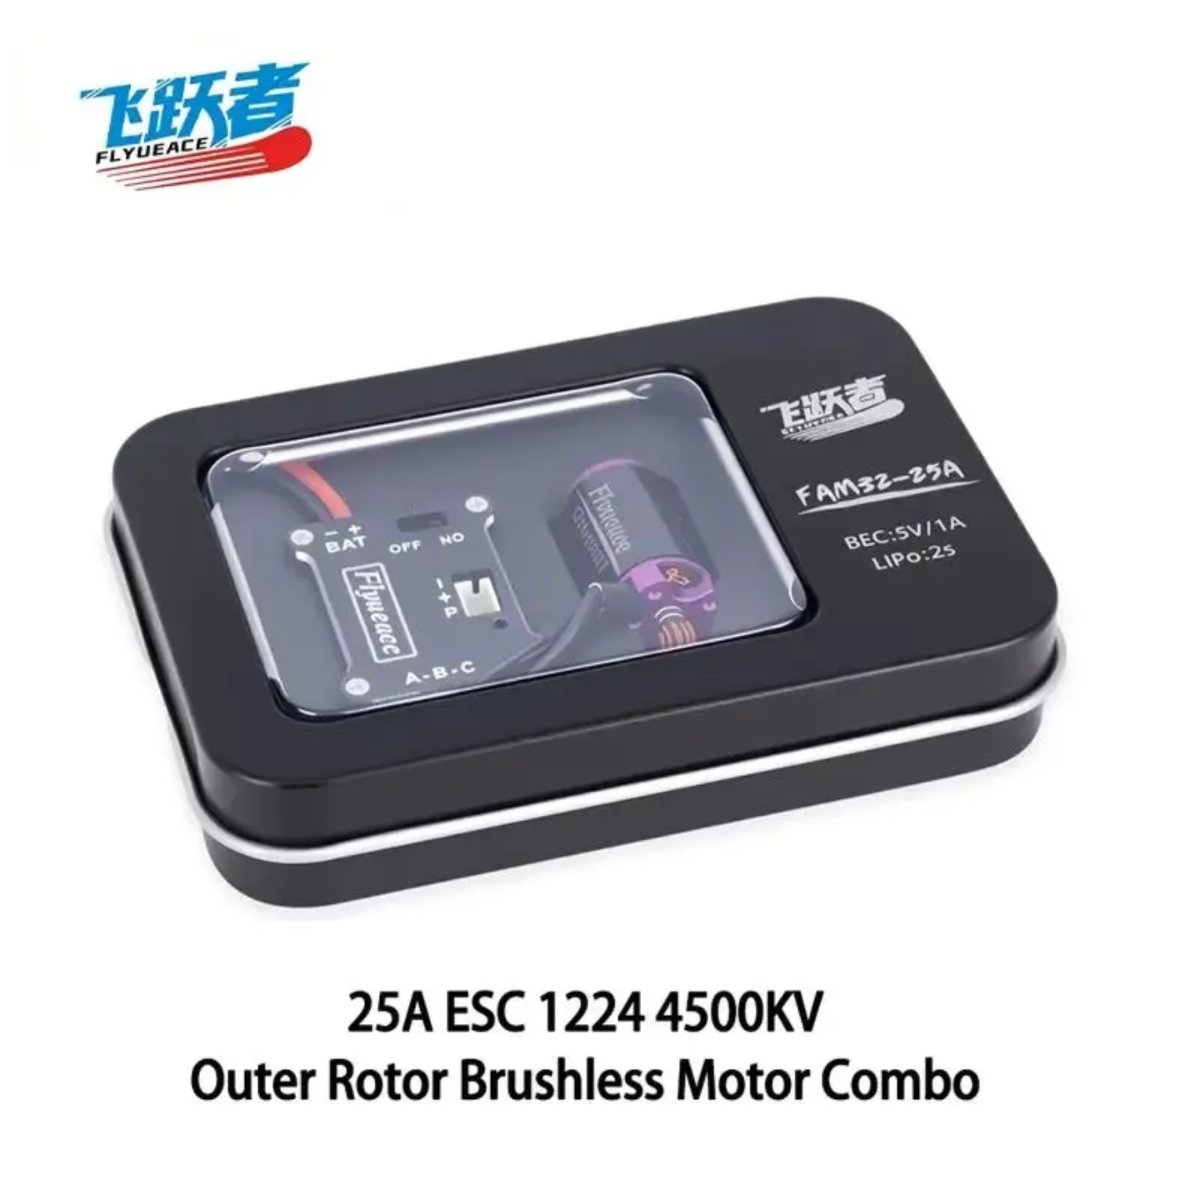 飞跃者
FLYUEACE
飞跃者
FAM32-25A
BEC:5V/1A
LIPo:2s
- +
BAT
OFF NO
Flyueace
- + P
A-B-C
Flyueace
25A ESC 1224 4500KV
Outer Rotor Brushless Motor Combo